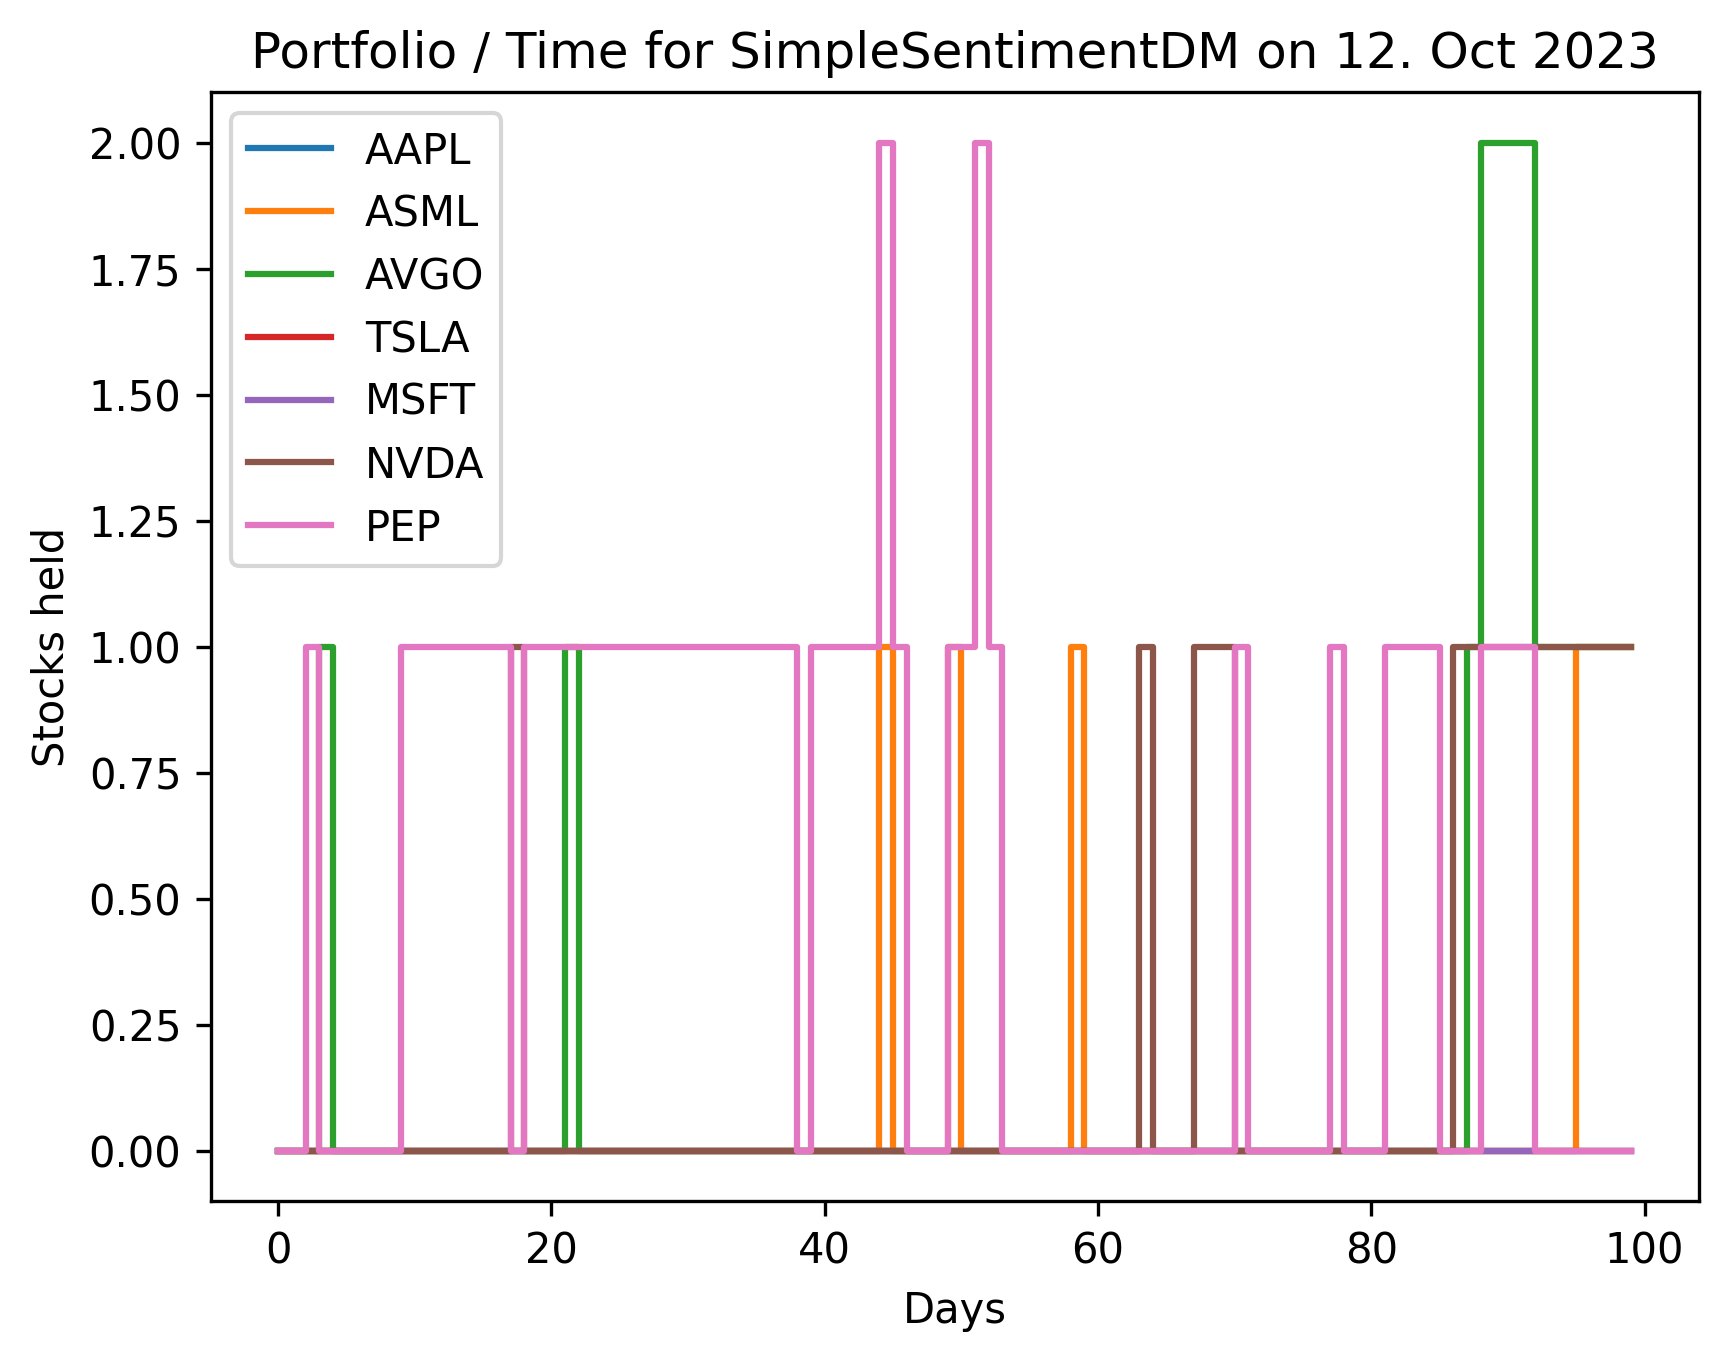 Portfolio / Time for SimpleSentimentDM on 12. Oct 2023
AAPL
ASML
AVGO
TSLA
MSFT
NVDA
PEP
2.00
1.75
1.50
1.25
1.00
0.75
0.50
0.25
0.00
Stocks held
0 20 40 60 80 100
Days